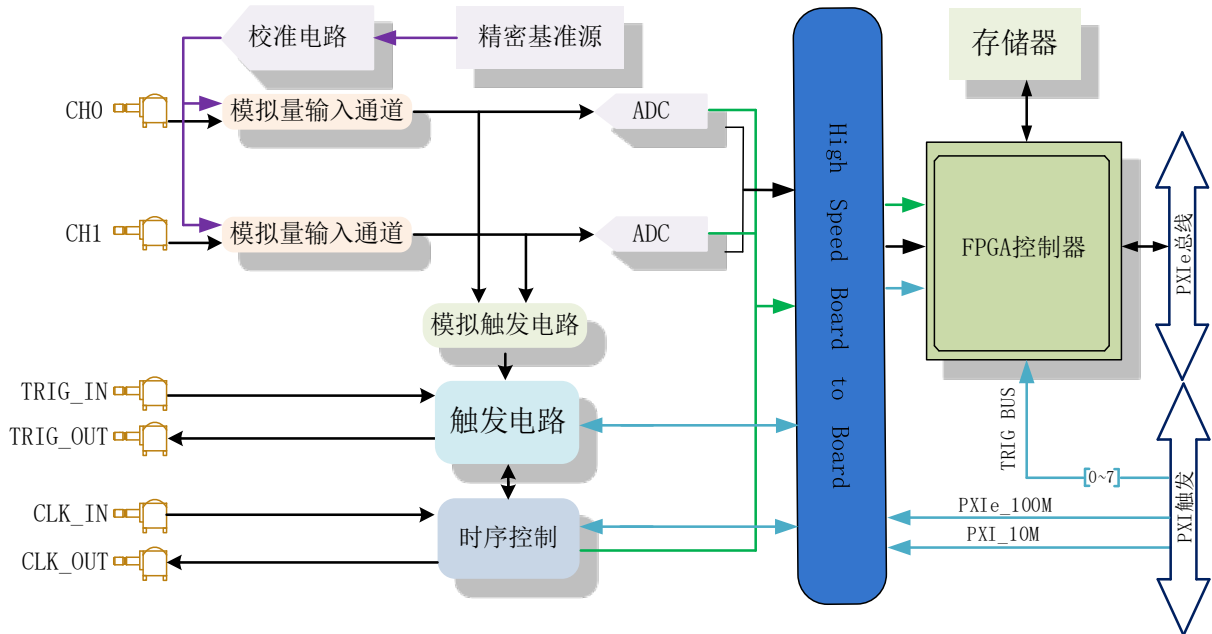 校准电路
精密基准源
存储器
CH0
模拟量输入通道
ADC
CH1
模拟量输入通道
ADC
High Speed Board to Board
FPGA控制器
PXIe总线
模拟触发电路
TRIG_IN
TRIG_OUT
触发电路
TRIG BUS
[0~7]
PXI触发
CLK_IN
CLK_OUT
时序控制
PXIe_100M
PXI_10M